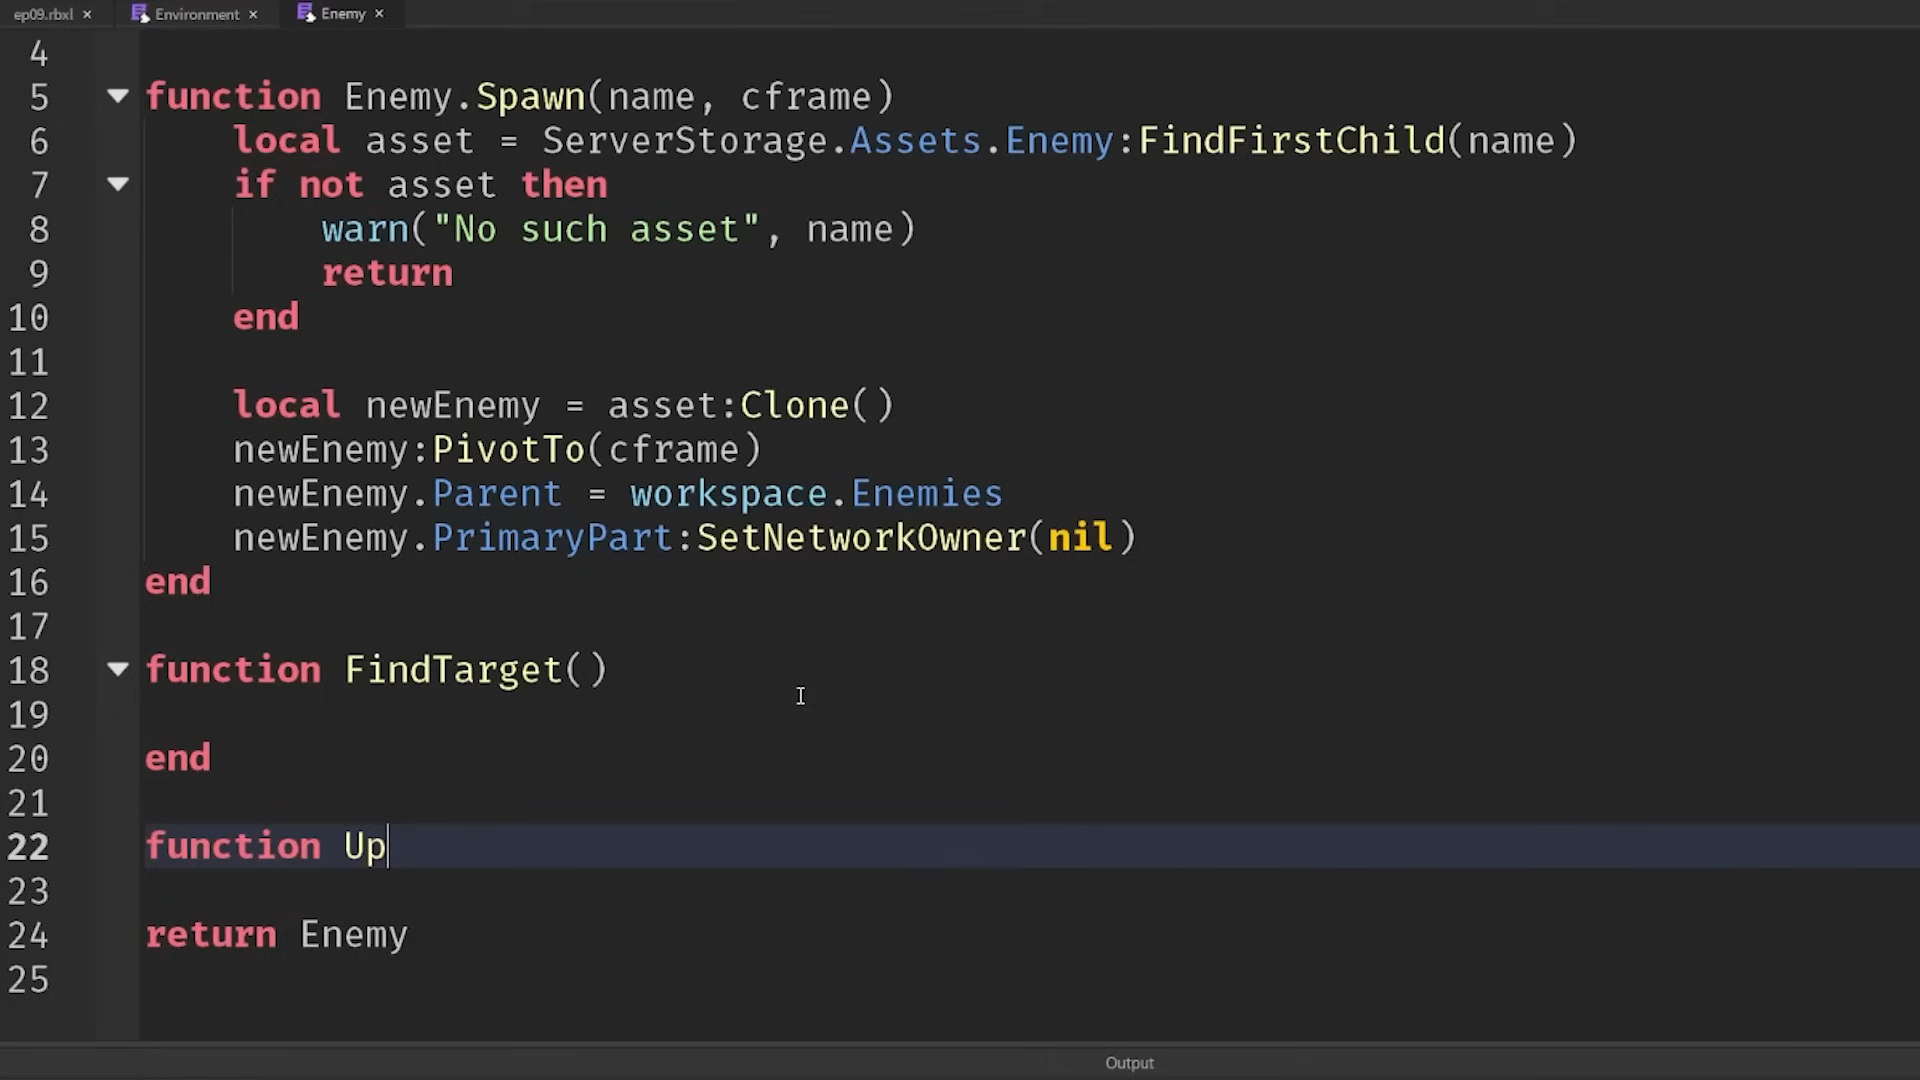 ep09.rbxl × Environment × Enemy ×
4
5 function Enemy.Spawn(name, cframe)
6 local asset = ServerStorage.Assets.Enemy:FindFirstChild(name)
7 if not asset then
8 warn("No such asset", name)
9 return
10 end
11
12 local newEnemy = asset:Clone()
13 newEnemy:PivotTo(cframe)
14 newEnemy.Parent = workspace.Enemies
15 newEnemy.PrimaryPart:SetNetworkOwner(nil)
16 end
17
18 function FindTarget()
19
20 end
21
22 function Up
23
24 return Enemy
25
Output